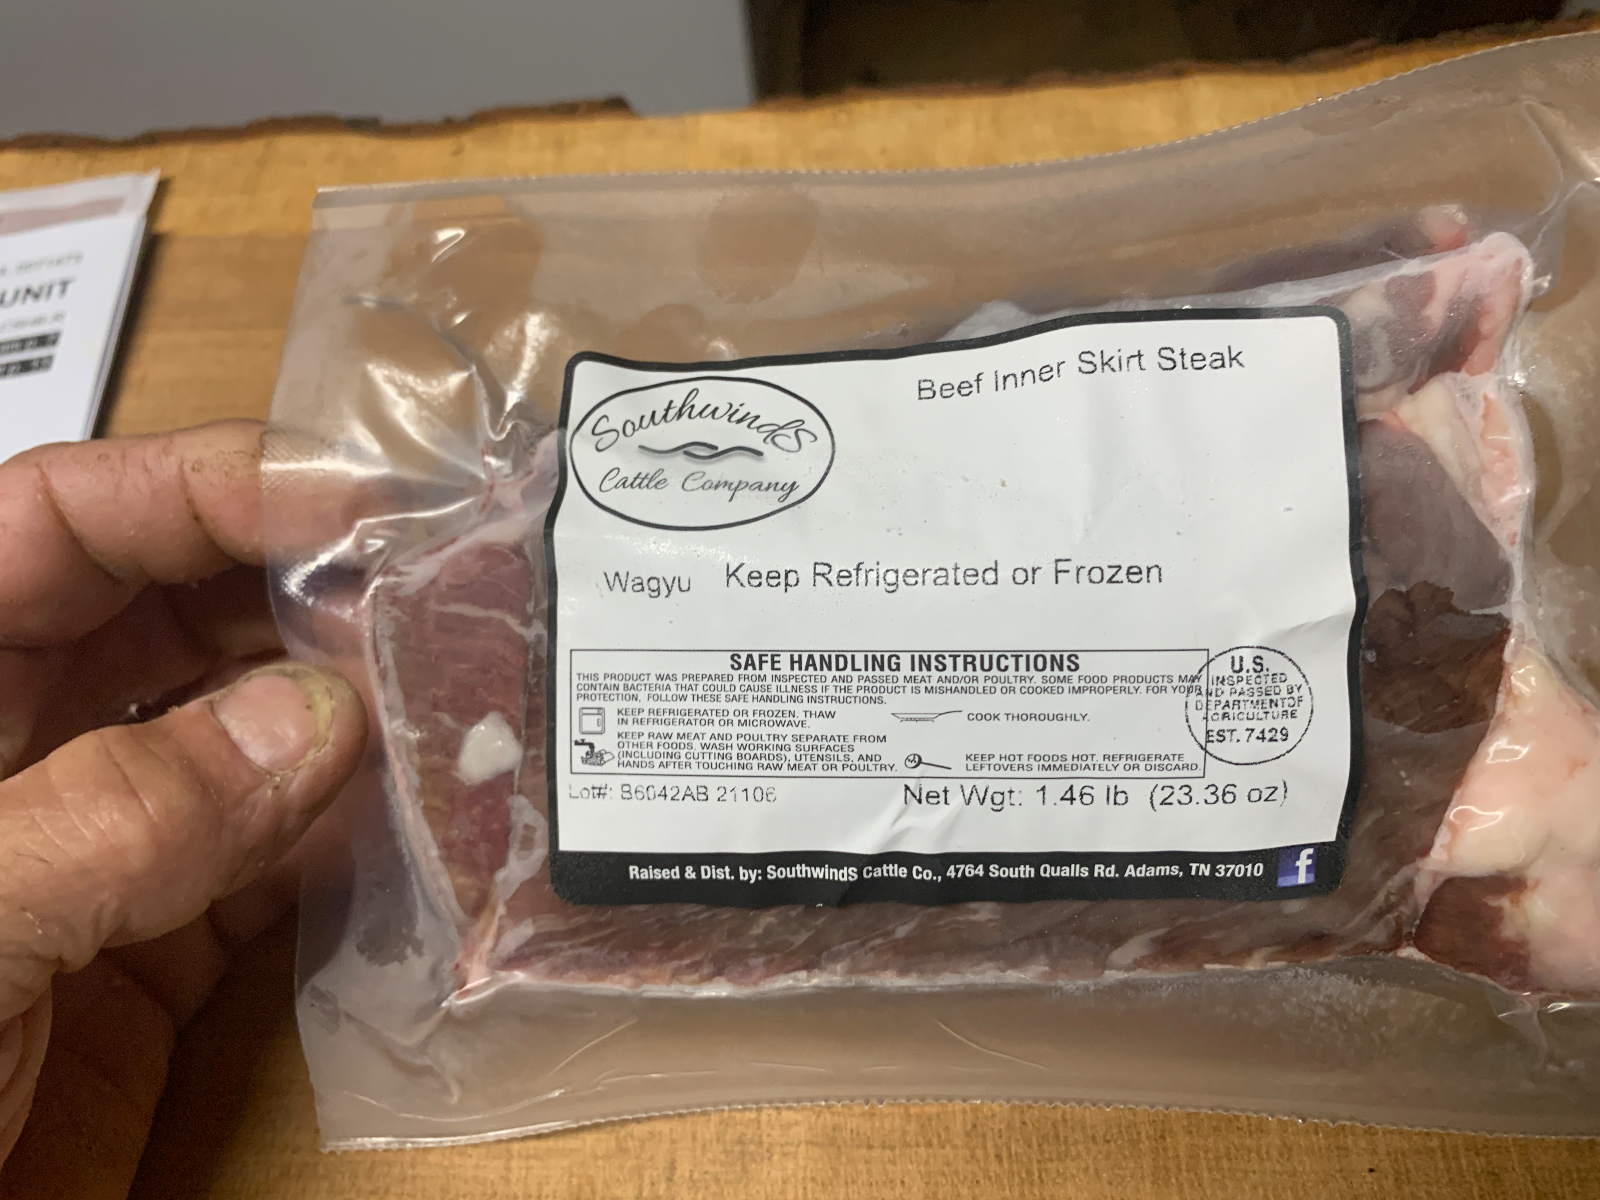 UNIT
Beef Inner Skirt Steak
SouthwindS
Cattle Company
Wagyu Keep Refrigerated or Frozen
SAFE HANDLING INSTRUCTIONS
THIS PRODUCT WAS PREPARED FROM INSPECTED AND PASSED MEAT AND/OR POULTRY. SOME FOOD PRODUCTS MAY
CONTAIN BACTERIA THAT COULD CAUSE ILLNESS IF THE PRODUCT IS MISHANDLED OR COOKED IMPROPERLY. FOR YOUR
PROTECTION, FOLLOW THESE SAFE HANDLING INSTRUCTIONS.
KEEP REFRIGERATED OR FROZEN. THAW
IN REFRIGERATOR OR MICROWAVE.
COOK THOROUGHLY.
KEEP RAW MEAT AND POULTRY SEPARATE FROM
OTHER FOODS. WASH WORKING SURFACES
(INCLUDING CUTTING BOARDS), UTENSILS, AND
HANDS AFTER TOUCHING RAW MEAT OR POULTRY.
KEEP HOT FOODS HOT. REFRIGERATE
LEFTOVERS IMMEDIATELY OR DISCARD.
U.S.
INSPECTED
AND PASSED BY
DEPARTMENT OF
AGRICULTURE
EST. 7429
Lot#: B6042AB 21106
Net Wgt: 1.46 lb (23.36 oz)
Raised & Dist. by: SouthwindS Cattle Co., 4764 South Qualls Rd. Adams, TN 37010
f